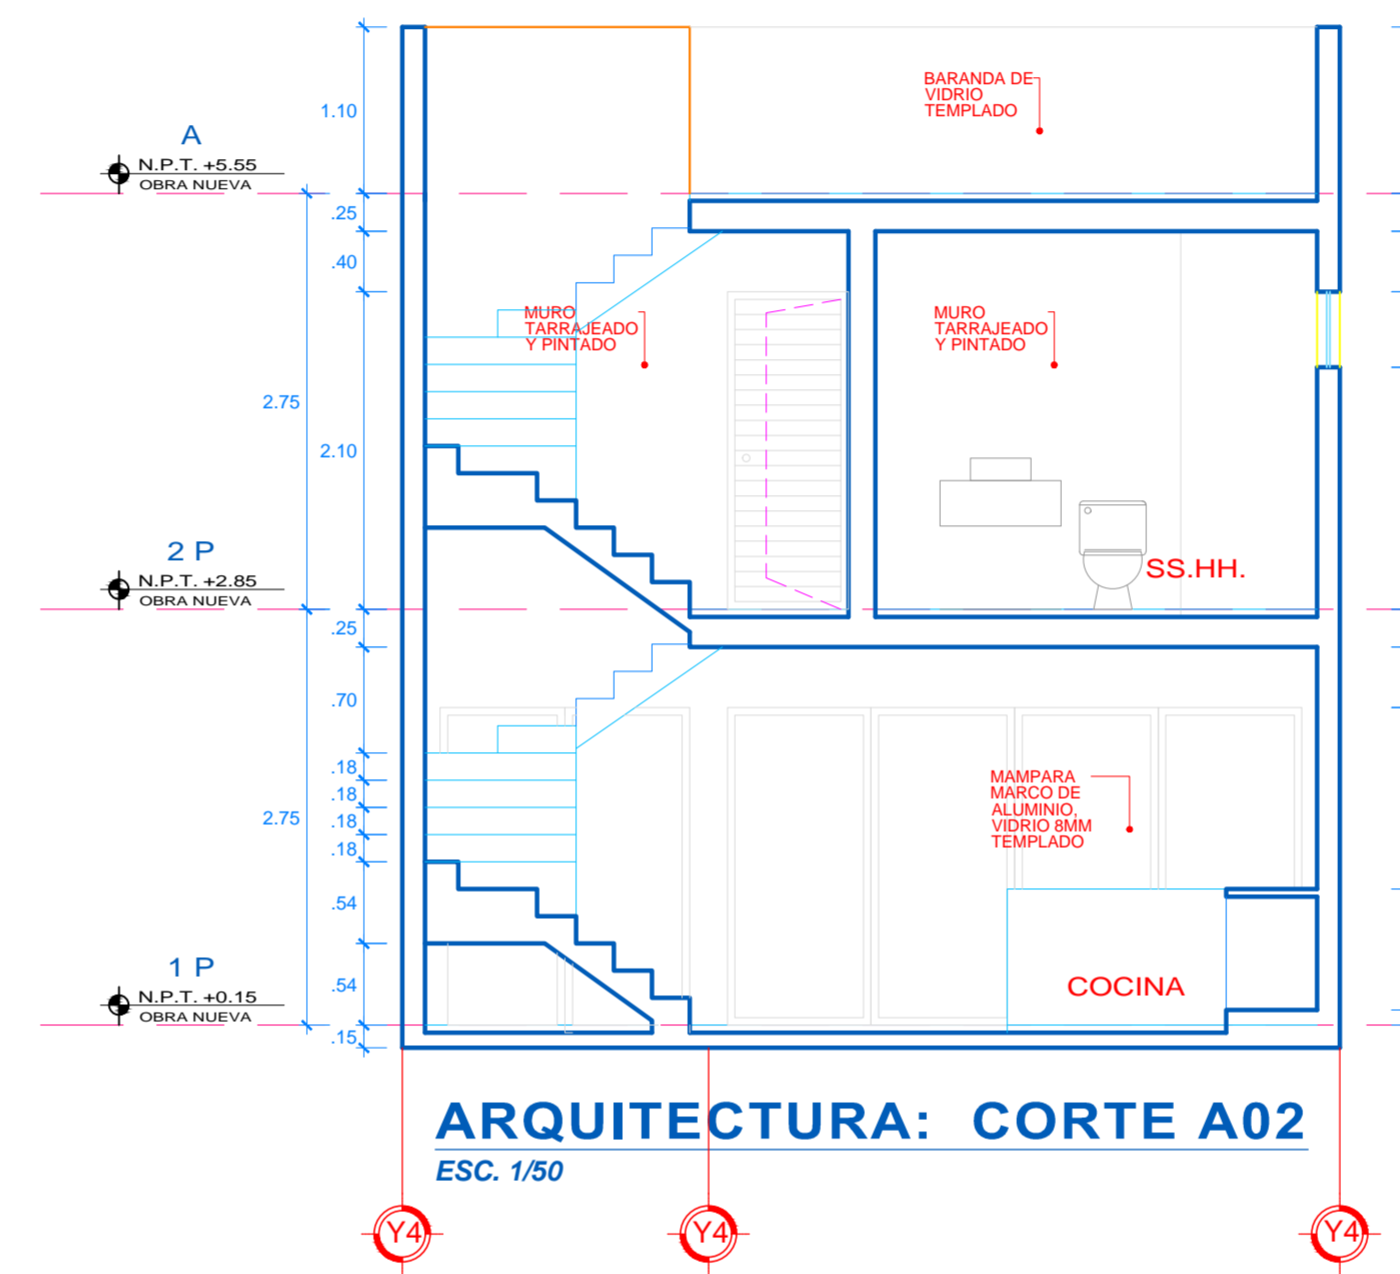 BARANDA DE
VIDRIO
TEMPLADO
1.10
A
N.P.T. +5.55
OBRA NUEVA
.25
.40
MURO
TARRAJEADO
Y PINTADO
MURO
TARRAJEADO
Y PINTADO
2.75
2.10
2 P
N.P.T. +2.85
OBRA NUEVA
SS.HH.
.25
.70
.18
.18
.18
.18
2.75
MAMPARA
MARCO DE
ALUMINIO,
VIDRIO 8MM
TEMPLADO
.54
.54
COCINA
1 P
N.P.T. +0.15
OBRA NUEVA
.15
ARQUITECTURA: CORTE A02
ESC. 1/50
Y4
Y4
Y4